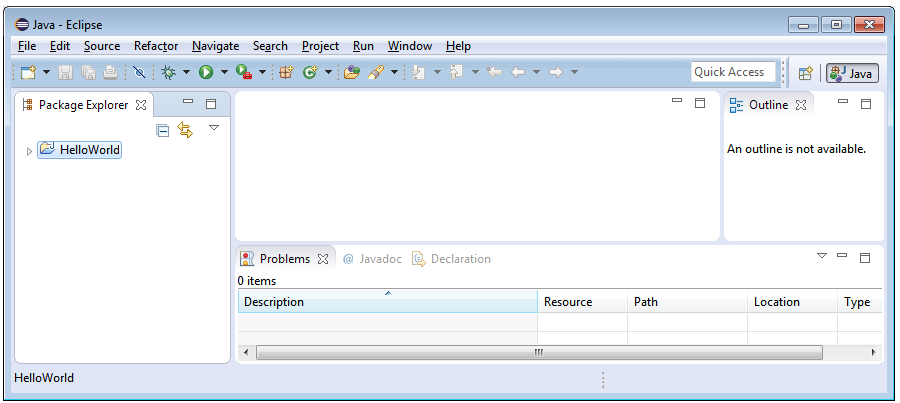 Java - Eclipse
File Edit Source Refactor Navigate Search Project Run Window Help
Quick Access Java
Package Explorer
HelloWorld
Outline
An outline is not available.
Problems @ Javadoc Declaration
0 items
Description Resource Path Location Type
HelloWorld